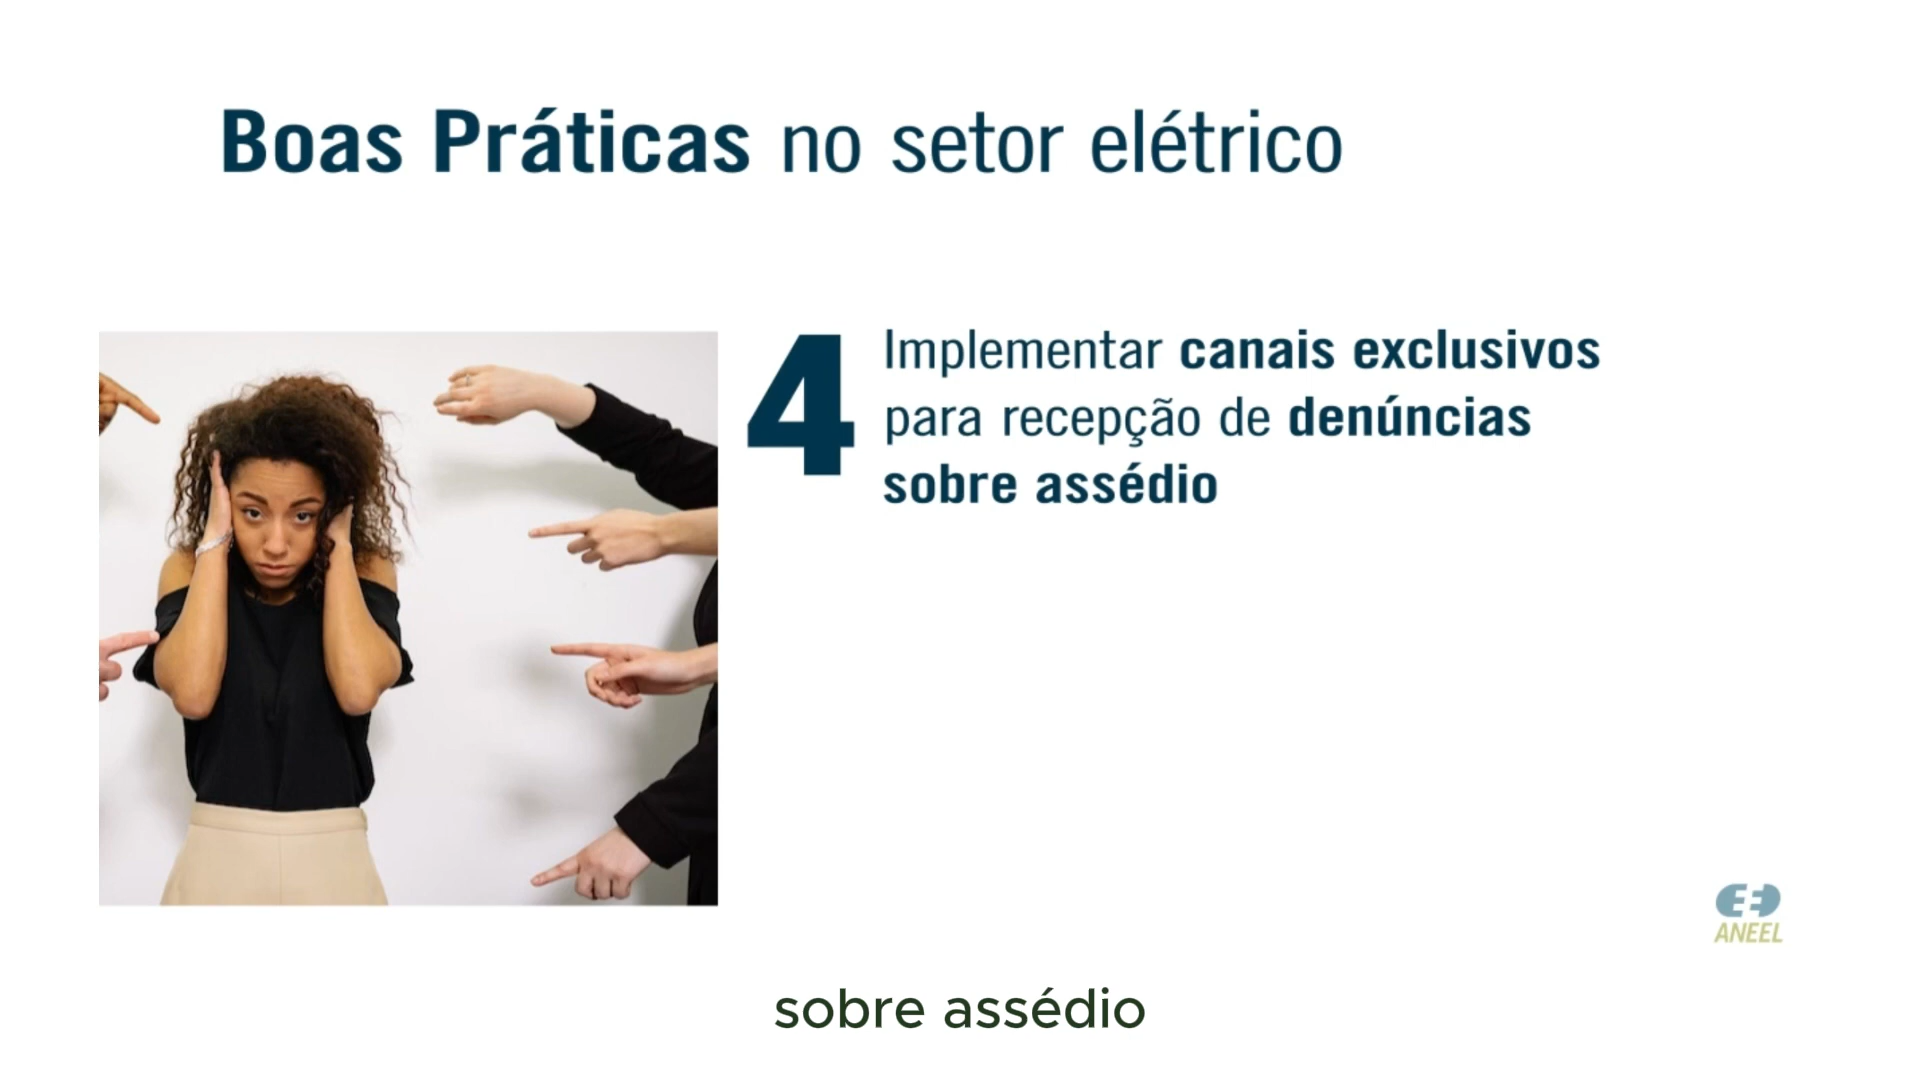 Boas Práticas no setor elétrico
4
Implementar canais exclusivos
para recepção de denúncias
sobre assédio
ANEEL
sobre assédio